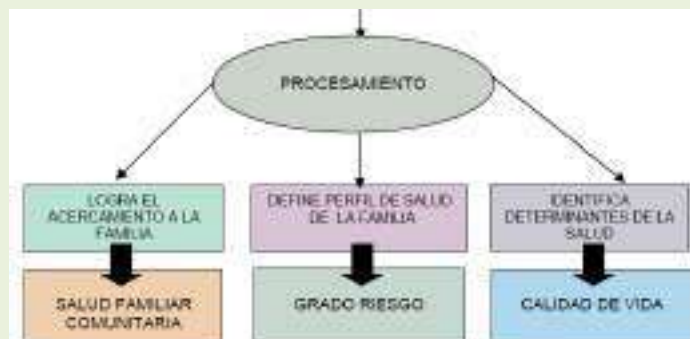 PROCESAMIENTO
LOGRA EL
ACERCAMIENTO A LA
FAMILIA
DEFINE PERFIL DE SALUD
DE LA FAMILIA
IDENTIFICA
DETERMINANTES DE LA
SALUD
SALUD FAMILIAR
COMUNITARIA
GRADO RIESGO
CALIDAD DE VIDA